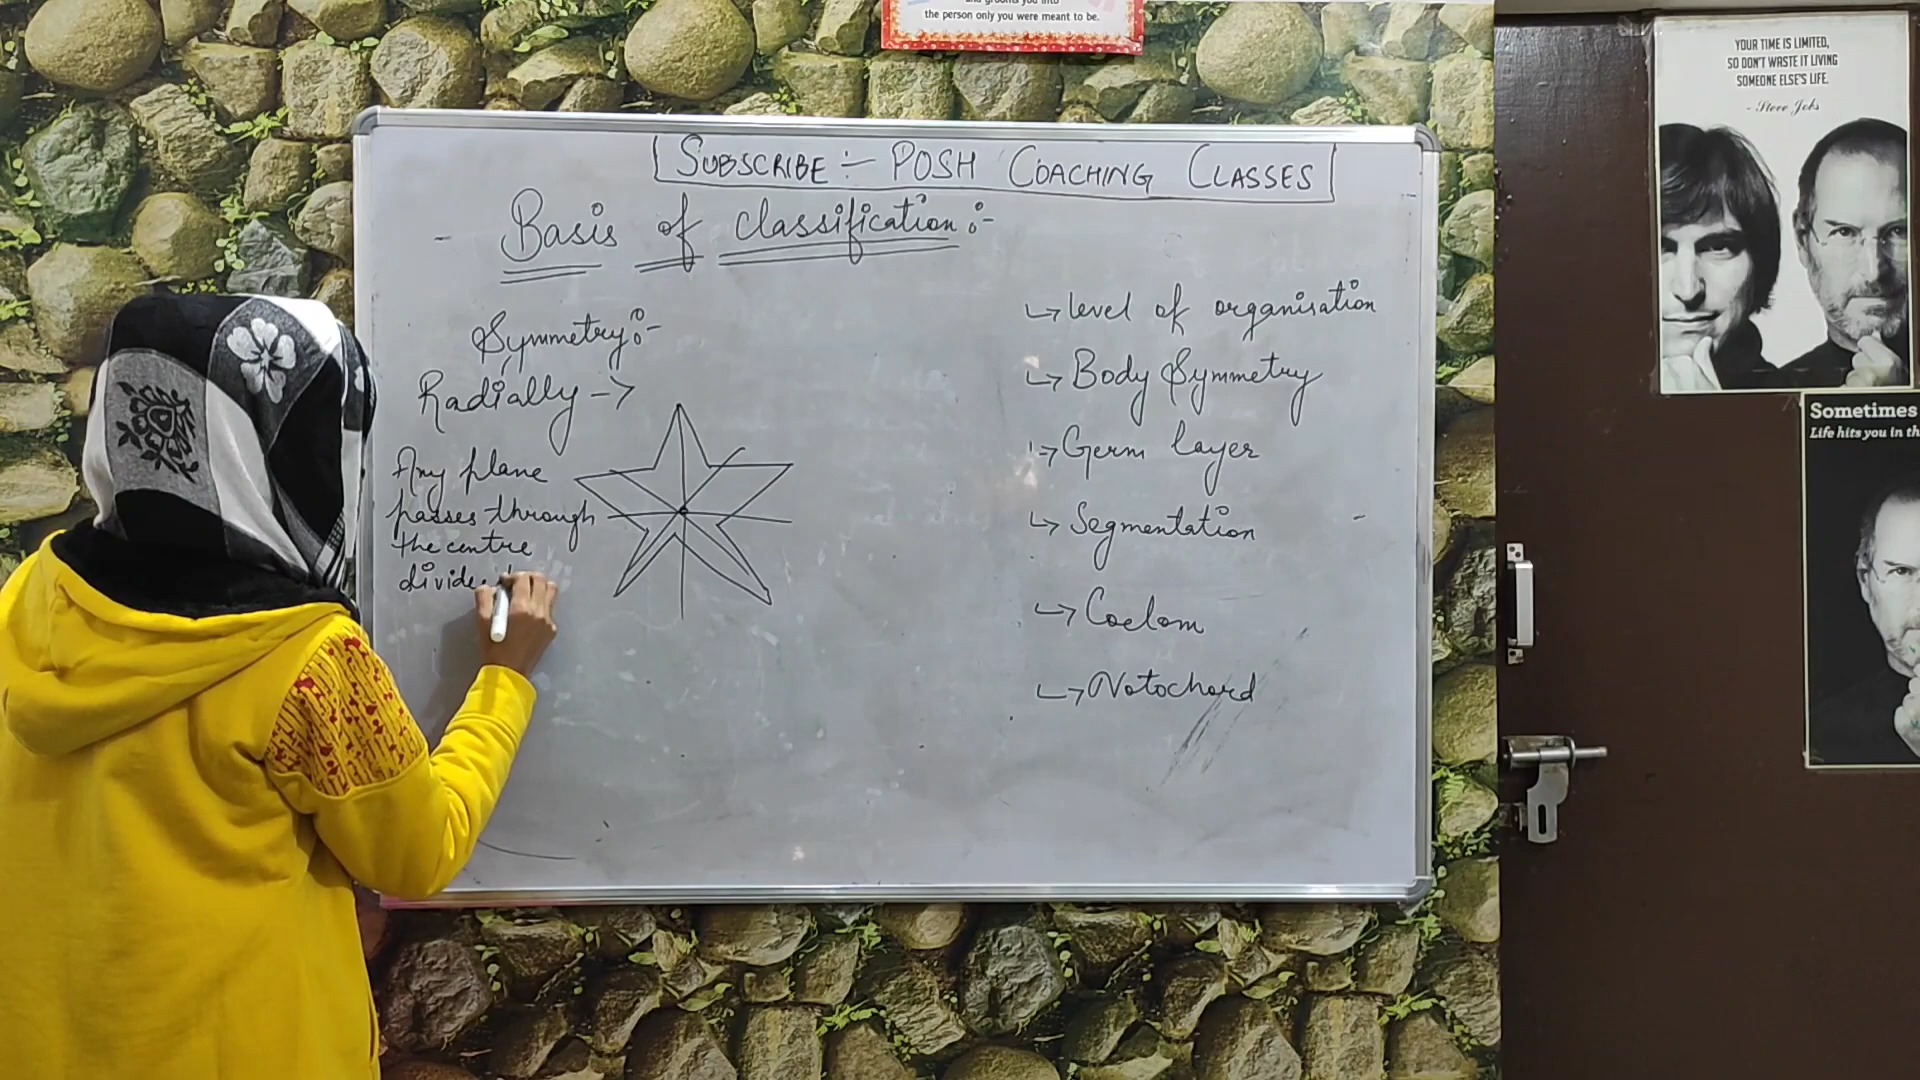 the person only you were meant to be.
SUBSCRIBE :- POSH COACHING CLASSES
Basis of classification :-
Symmetry :-
Radially ->
Any plane
passes through
the centre
divide
↳ level of organisation
↳ Body Symmetry
↳ Germ layer
↳ Segmentation
↳ Coelom
↳ Notochord
YOUR TIME IS LIMITED,
SO DON'T WASTE IT LIVING
SOMEONE ELSE'S LIFE.
- Steve Jobs
Sometimes
Life hits you in th